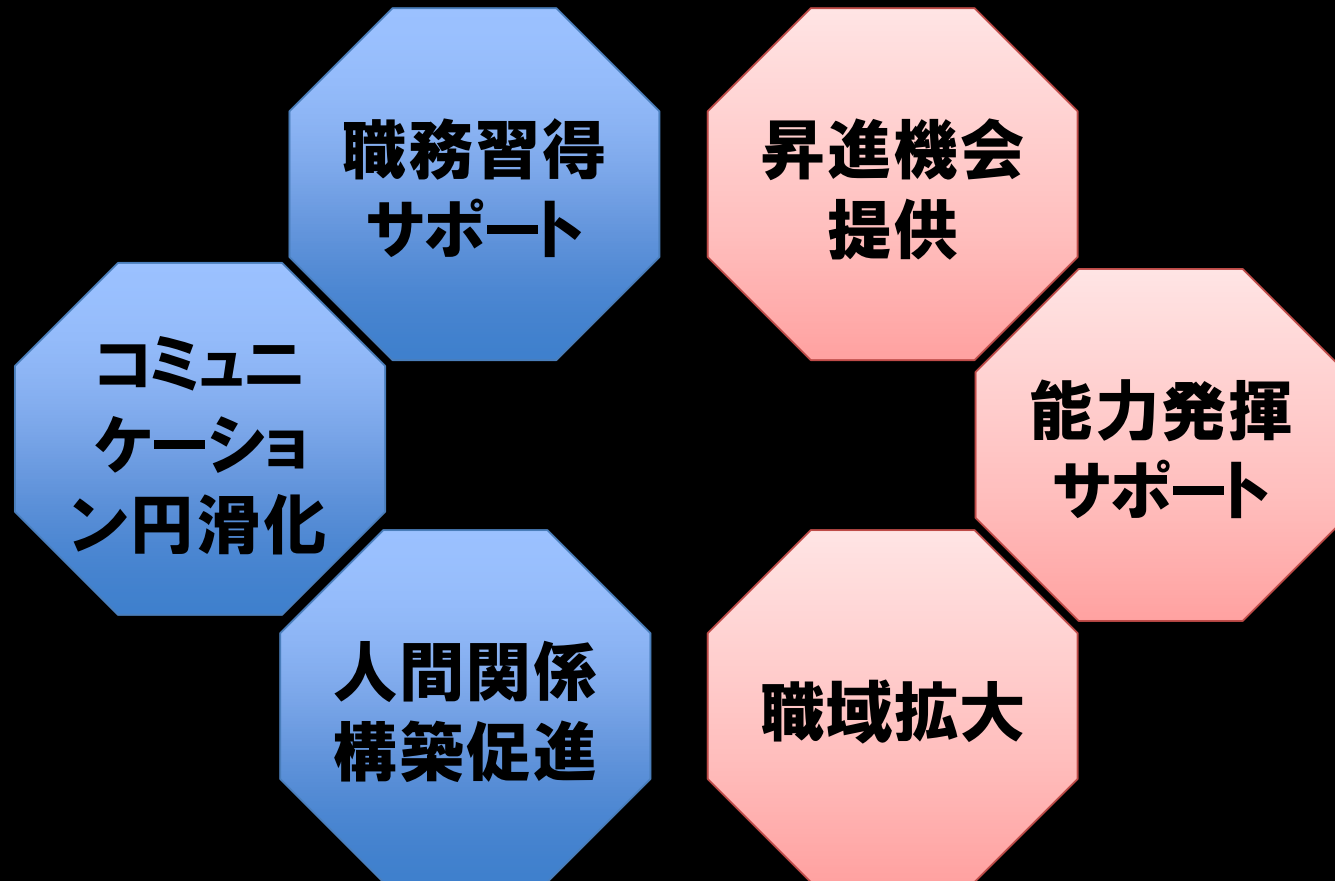 職務習得
サポート
昇進機会
提供
コミュニ
ケーショ
ン円滑化
能力発揮
サポート
人間関係
構築促進
職域拡大